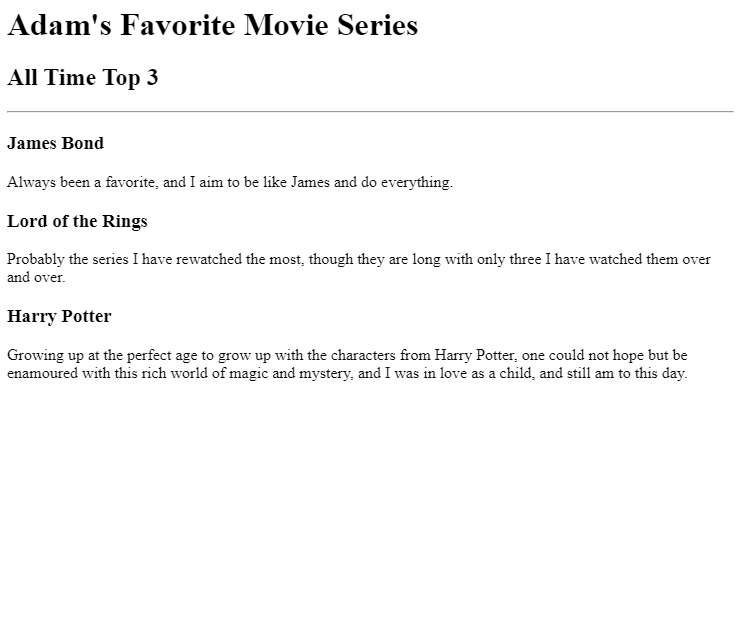 Adam's Favorite Movie Series
All Time Top 3
James Bond
Always been a favorite, and I aim to be like James and do everything.
Lord of the Rings
Probably the series I have rewatched the most, though they are long with only three I have watched them over
and over.
Harry Potter
Growing up at the perfect age to grow up with the characters from Harry Potter, one could not hope but be
enamoured with this rich world of magic and mystery, and I was in love as a child, and still am to this day.